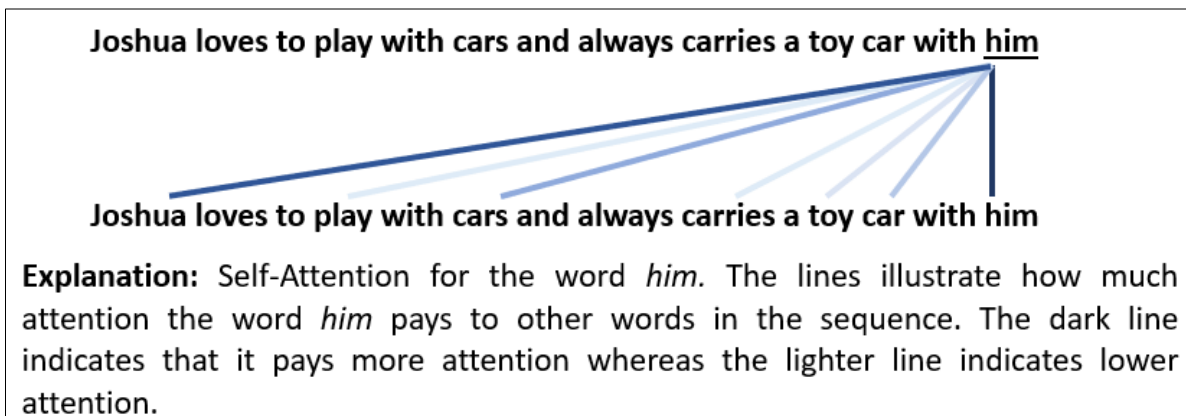 Joshua loves to play with cars and always carries a toy car with him
Joshua loves to play with cars and always carries a toy car with him
Explanation: Self-Attention for the word him. The lines illustrate how much
attention the word him pays to other words in the sequence. The dark line
indicates that it pays more attention whereas the lighter line indicates lower
attention.